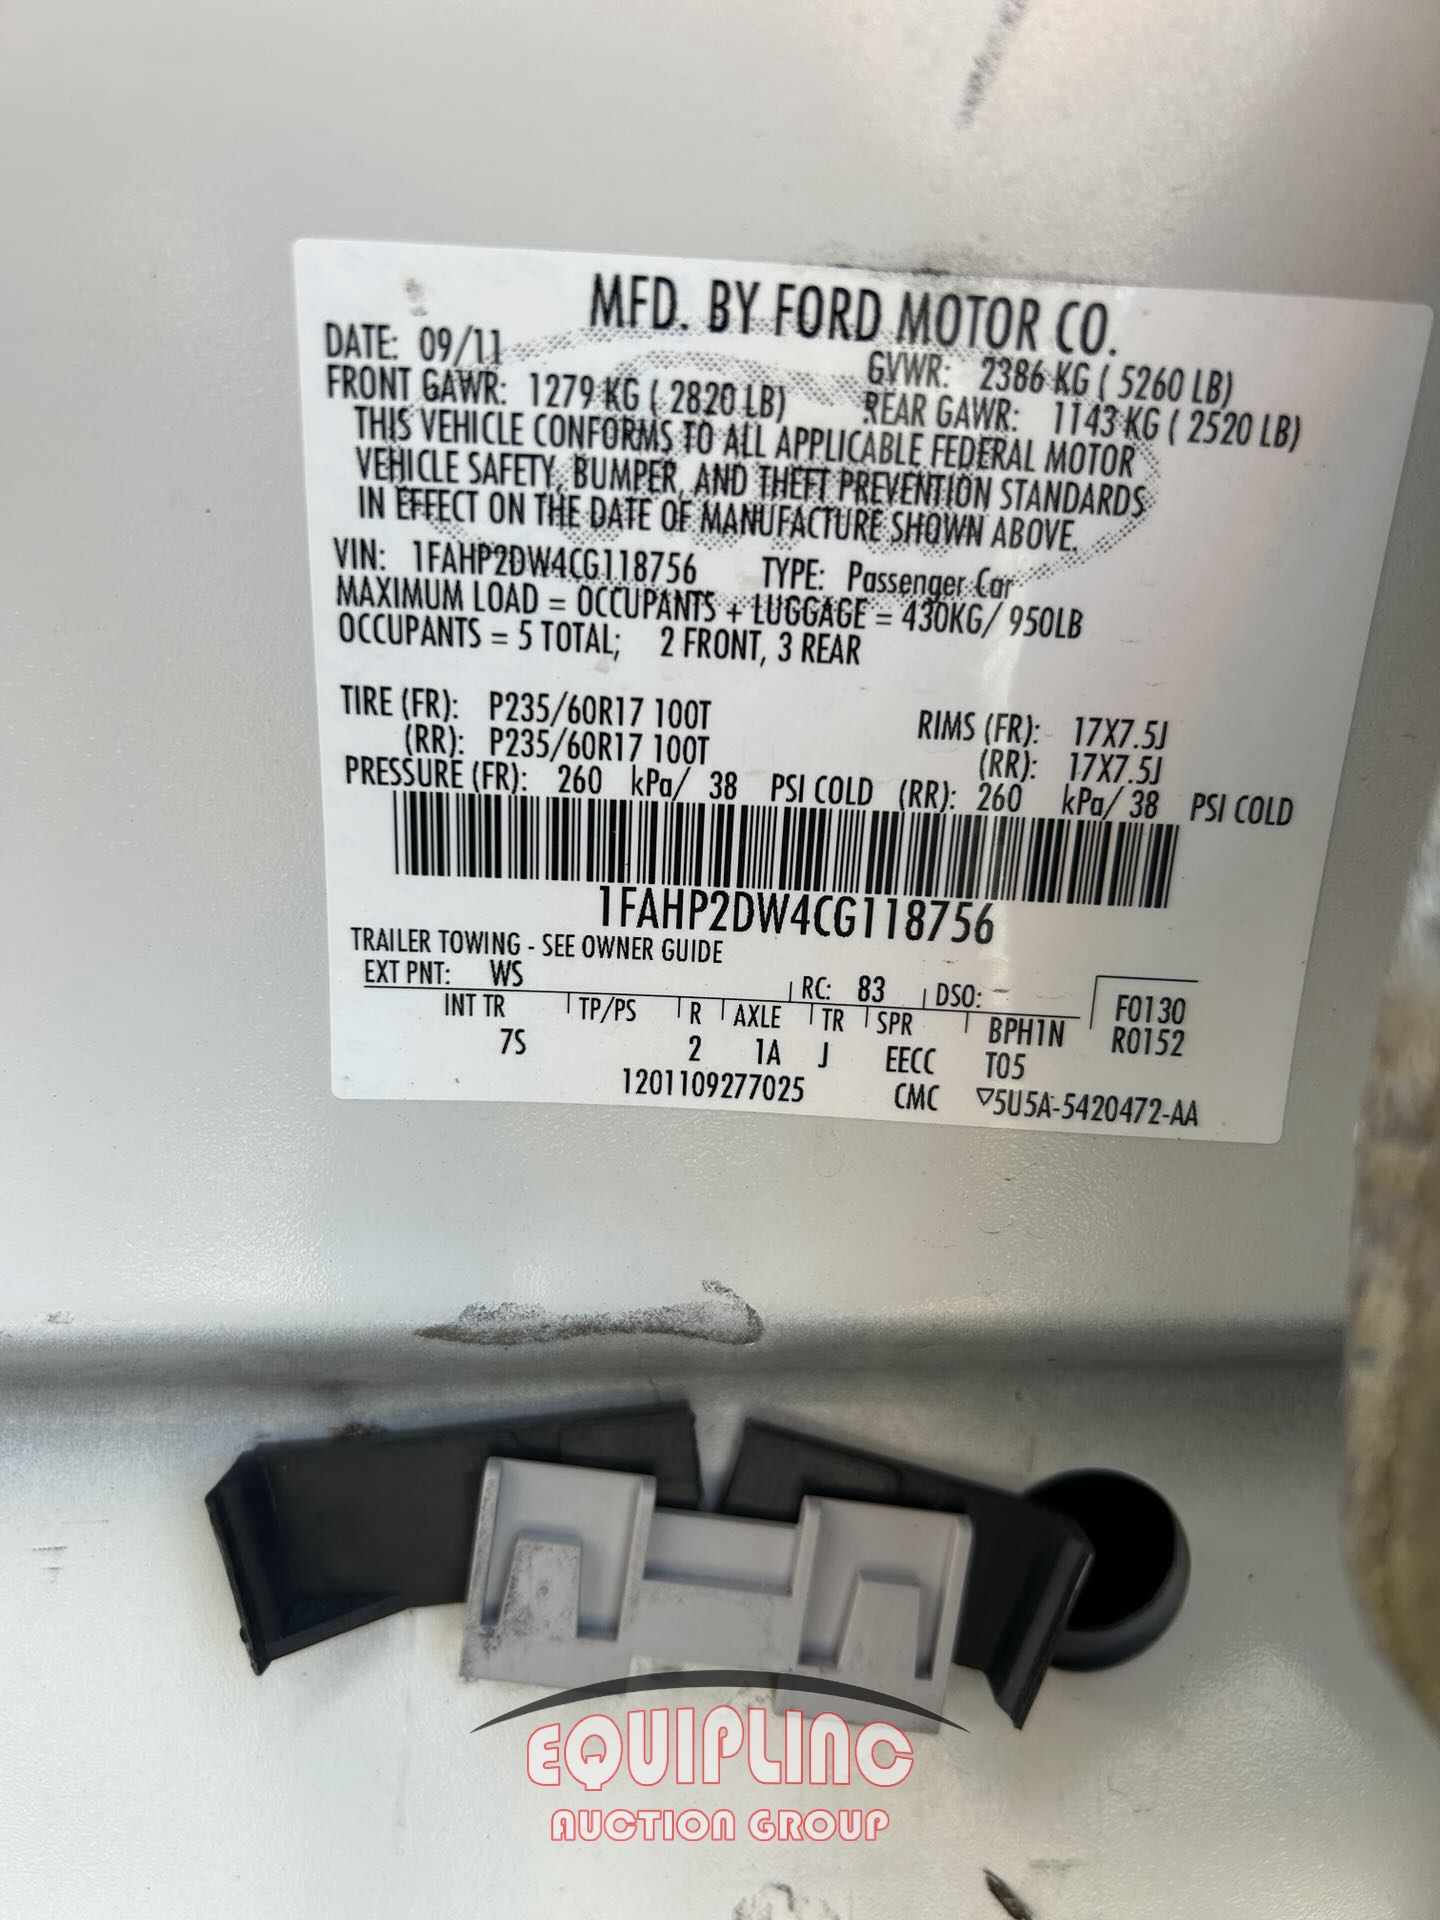 MFD. BY FORD MOTOR CO.
DATE: 09/11 GVWR: 2386 KG ( 5260 LB)
FRONT GAWR: 1279 KG ( 2820 LB) REAR GAWR: 1143 KG ( 2520 LB)
THIS VEHICLE CONFORMS TO ALL APPLICABLE FEDERAL MOTOR
VEHICLE SAFETY, BUMPER, AND THEFT PREVENTION STANDARDS
IN EFFECT ON THE DATE OF MANUFACTURE SHOWN ABOVE.
VIN: 1FAHP2DW4CG118756 TYPE: Passenger Car
MAXIMUM LOAD = OCCUPANTS + LUGGAGE = 430KG/ 950LB
OCCUPANTS = 5 TOTAL; 2 FRONT, 3 REAR
TIRE (FR): P235/60R17 100T RIMS (FR): 17X7.5J
(RR): P235/60R17 100T (RR): 17X7.5J
PRESSURE (FR): 260 kPa/ 38 PSI COLD (RR): 260 kPa/ 38 PSI COLD
1FAHP2DW4CG118756
TRAILER TOWING - SEE OWNER GUIDE
EXT PNT: WS RC: 83 DSO: F0130
INT TR TP/PS R AXLE TR SPR BPH1N R0152
7S 2 1A J EECC T05
1201109277025 CMC ▽5U5A-5420472-AA
EQUIPLINC
AUCTION GROUP